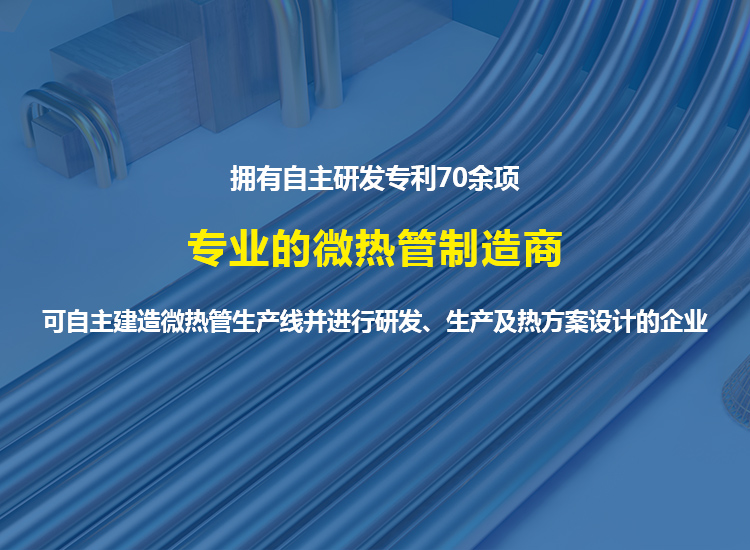 拥有自主研发专利70余项
专业的微热管制造商
可自主建造微热管生产线并进行研发、生产及热方案设计的企业